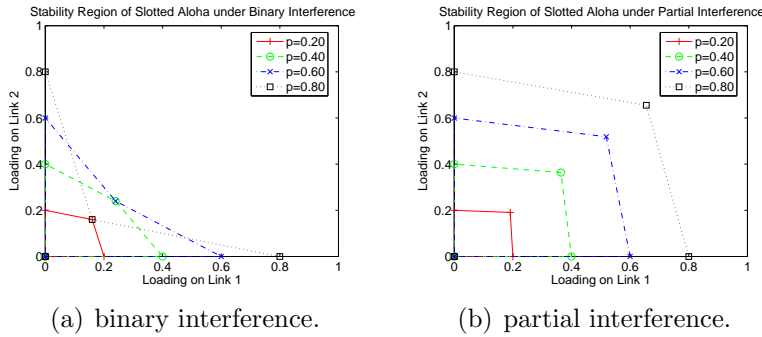 Stability Region of Slotted Aloha under Binary Interference
1
0.8
0.6
0.4
0.2
0
0 0.2 0.4 0.6 0.8 1
Loading on Link 2
Loading on Link 1
p=0.20
p=0.40
p=0.60
p=0.80
(a) binary interference.
Stability Region of Slotted Aloha under Partial Interference
1
0.8
0.6
0.4
0.2
0
0 0.2 0.4 0.6 0.8 1
Loading on Link 2
Loading on Link 1
p=0.20
p=0.40
p=0.60
p=0.80
(b) partial interference.